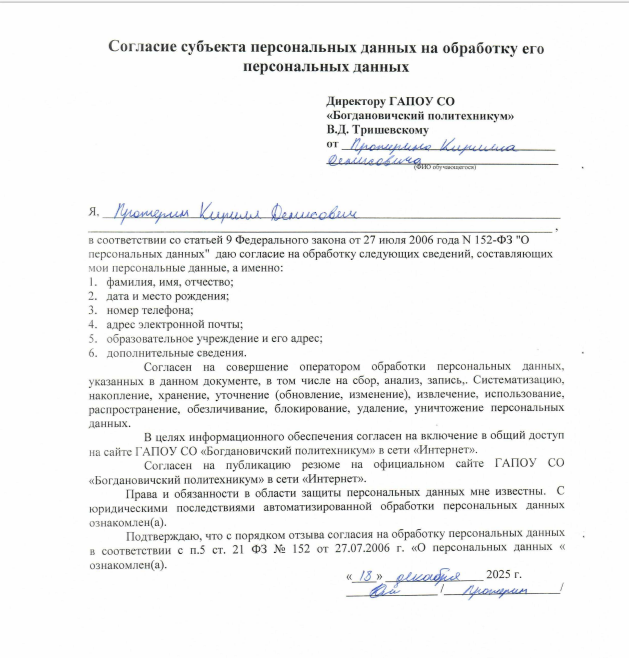 Согласие субъекта персональных данных на обработку его
персональных данных
Директору ГАПОУ СО
«Богдановичский политехникум»
В.Д. Тришевскому
от Протерина Кирилла
Денисовича
(ФИО обучающегося)
Я, Протерин Кирилл Денисович
,
в соответствии со статьей 9 Федерального закона от 27 июля 2006 года N 152-ФЗ "О
персональных данных" даю согласие на обработку следующих сведений, составляющих
мои персональные данные, а именно:
1. фамилия, имя, отчество;
2. дата и место рождения;
3. номер телефона;
4. адрес электронной почты;
5. образовательное учреждение и его адрес;
6. дополнительные сведения.
Согласен на совершение оператором обработки персональных данных,
указанных в данном документе, в том числе на сбор, анализ, запись,. Систематизацию,
накопление, хранение, уточнение (обновление, изменение), извлечение, использование,
распространение, обезличивание, блокирование, удаление, уничтожение персональных
данных.
В целях информационного обеспечения согласен на включение в общий доступ
на сайте ГАПОУ СО «Богдановичский политехникум» в сети «Интернет».
Согласен на публикацию резюме на официальном сайте ГАПОУ СО
«Богдановичский политехникум» в сети «Интернет».
Права и обязанности в области защиты персональных данных мне известны. С
юридическими последствиями автоматизированной обработки персональных данных
ознакомлен(а).
Подтверждаю, что с порядком отзыва согласия на обработку персональных данных
в соответствии с п.5 ст. 21 ФЗ № 152 от 27.07.2006 г. «О персональных данных «
ознакомлен(а).
«18» декабря 2025 г.
/ Протерин /